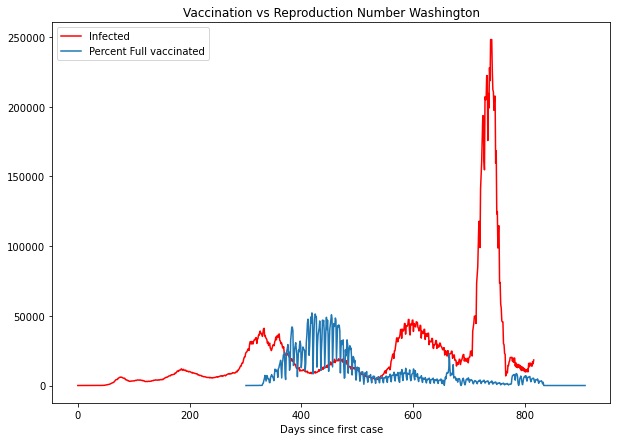 Vaccination vs Reproduction Number Washington
Infected
Percent Full vaccinated
250000
200000
150000
100000
50000
0
0 200 400 600 800
Days since first case